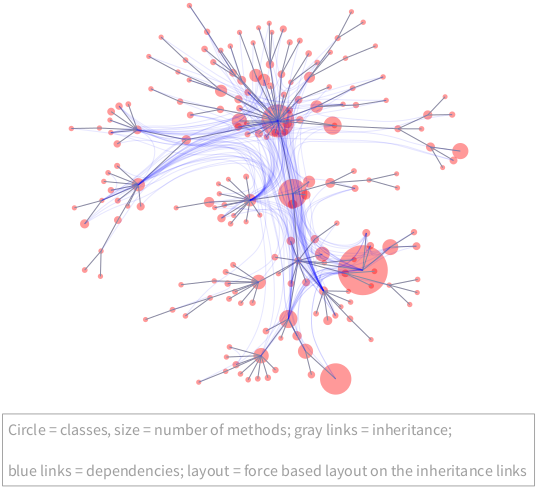 Circle = classes, size = number of methods; gray links = inheritance;
blue links = dependencies; layout = force based layout on the inheritance links